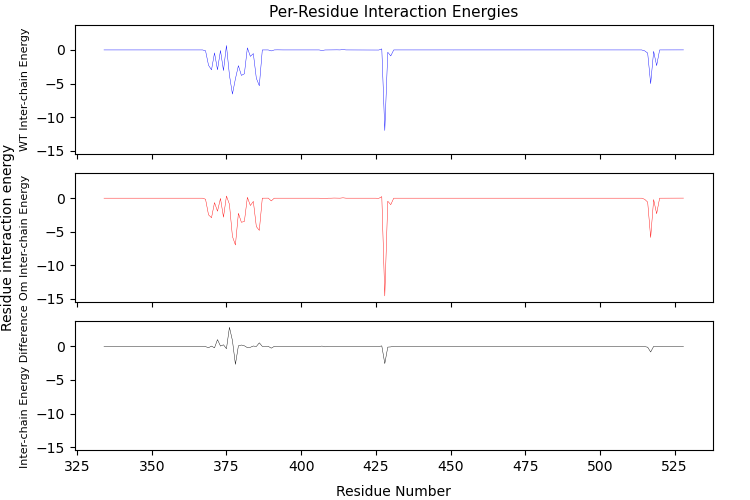 Per-Residue Interaction Energies
Residue interaction energy
WT Inter-chain Energy
0
−5
−10
−15
Om Inter-chain Energy
0
−5
−10
−15
Inter-chain Energy Difference
0
−5
−10
−15
325 350 375 400 425 450 475 500 525
Residue Number